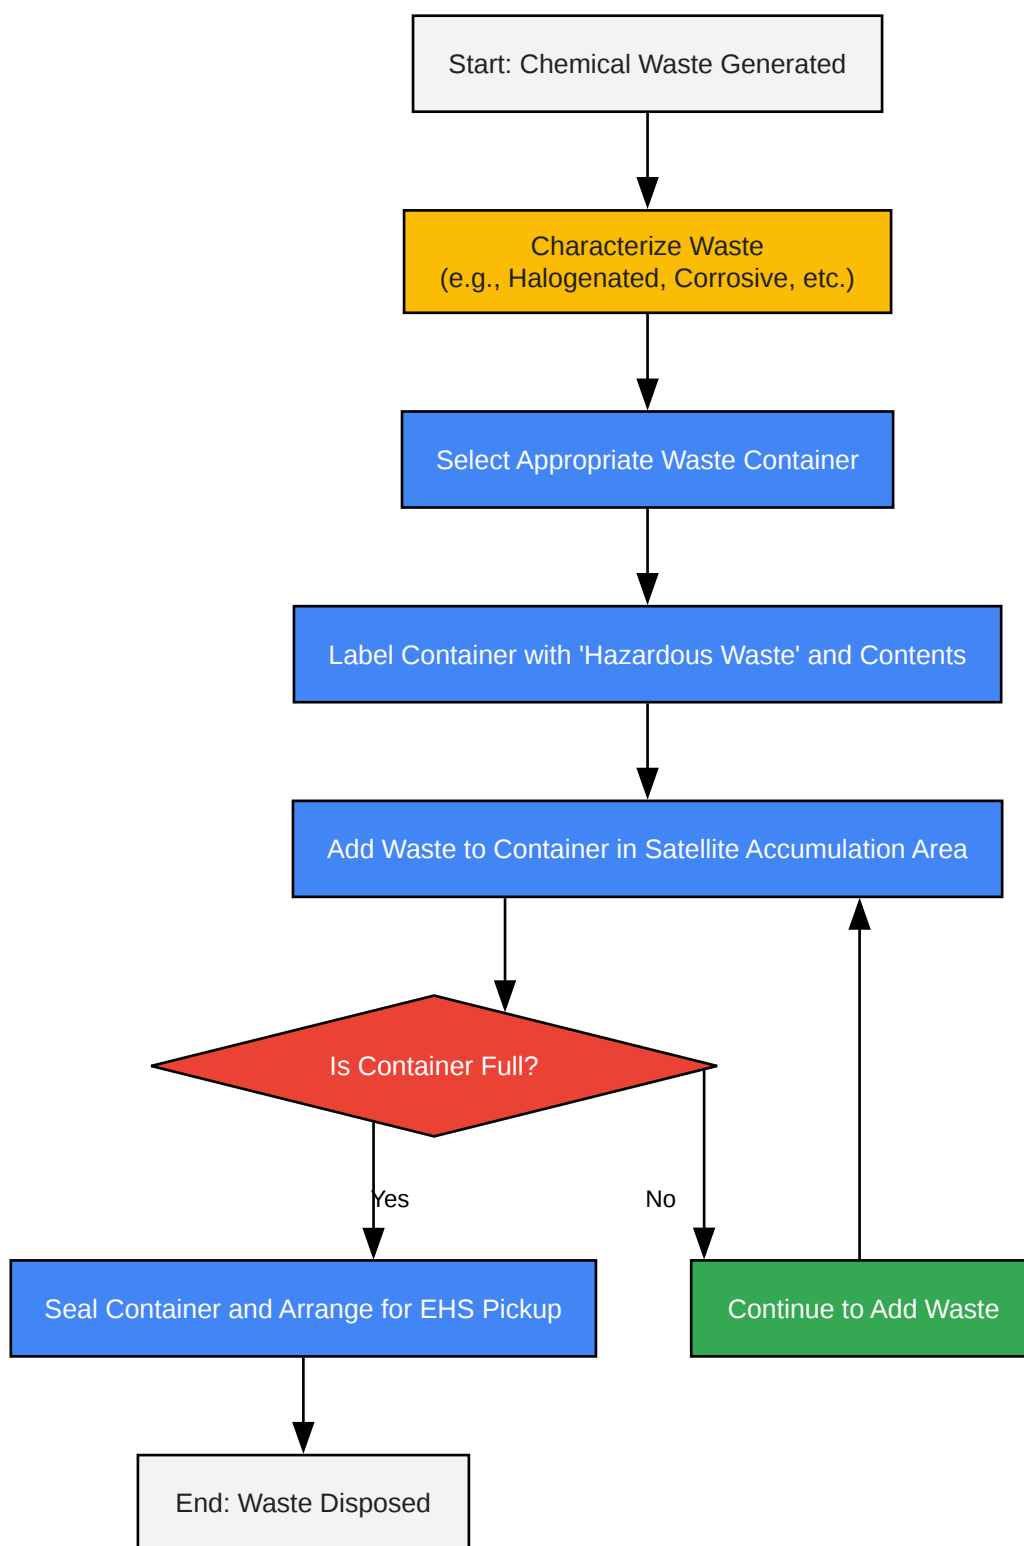 Start: Chemical Waste Generated
Characterize Waste
(e.g., Halogenated, Corrosive, etc.)
Select Appropriate Waste Container
Label Container with 'Hazardous Waste' and Contents
Add Waste to Container in Satellite Accumulation Area
Is Container Full?
Yes
No
Seal Container and Arrange for EHS Pickup
Continue to Add Waste
End: Waste Disposed